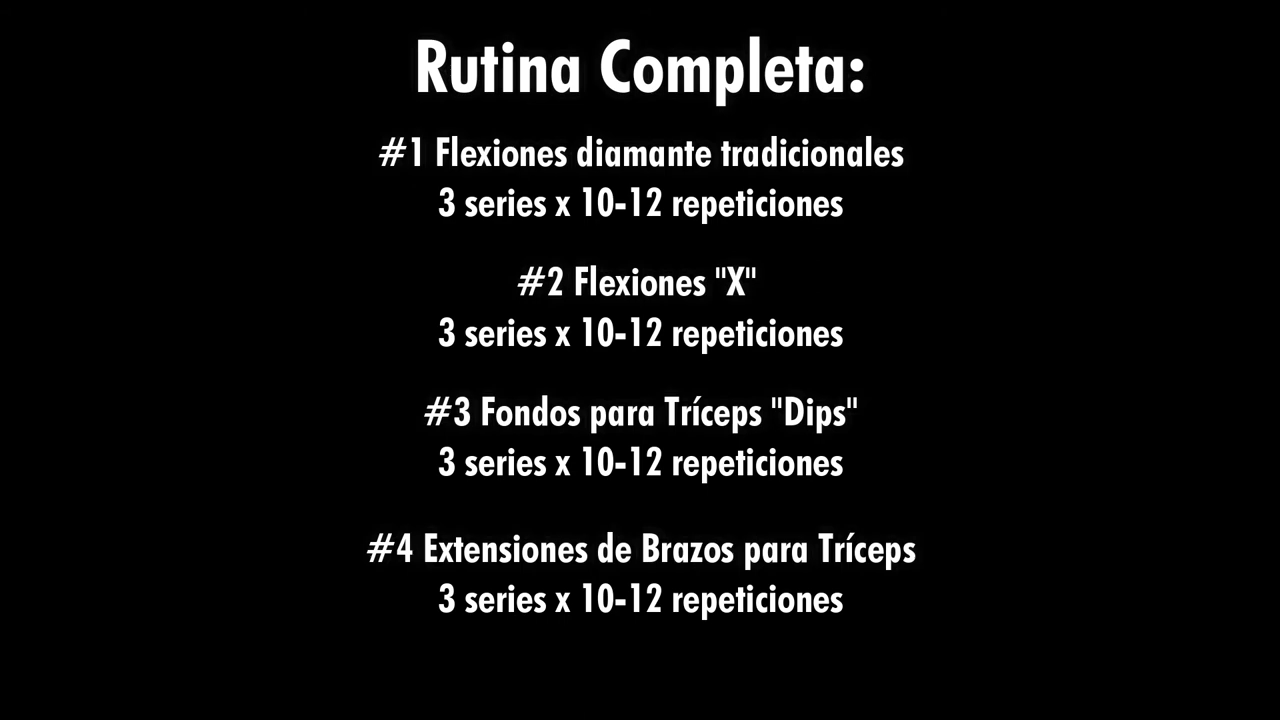 Rutina Completa:
#1 Flexiones diamante tradicionales
3 series x 10-12 repeticiones
#2 Flexiones "X"
3 series x 10-12 repeticiones
#3 Fondos para Tríceps "Dips"
3 series x 10-12 repeticiones
#4 Extensiones de Brazos para Tríceps
3 series x 10-12 repeticiones